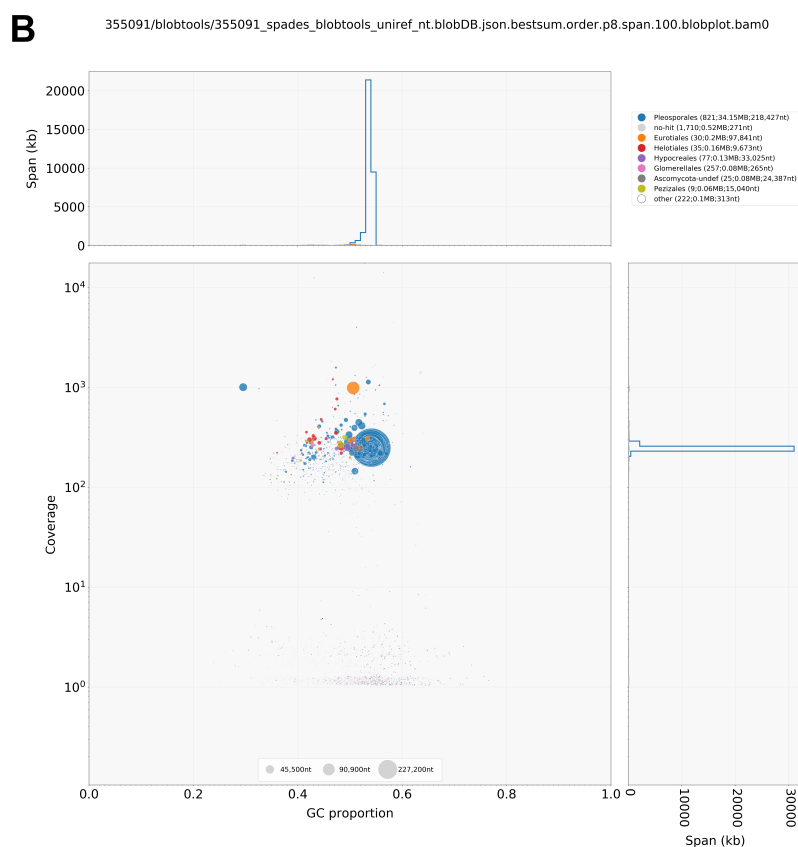 B
355091/blobtools/355091_spades_blobtools_uniref_nt.blobDB.json.bestsum.order.p8.span.100.blobplot.bam0
20000
15000
10000
5000
0
Span (kb)
Pleosporales (821;34.15MB;218,427nt)
no-hit (1,710;0.52MB;271nt)
Eurotiales (30;0.2MB;97,841nt)
Helotiales (35;0.16MB;9,673nt)
Hypocreales (77;0.13MB;33,025nt)
Glomerellales (257;0.08MB;265nt)
Ascomycota-undef (25;0.08MB;24,387nt)
Pezizales (9;0.06MB;15,040nt)
other (222;0.1MB;313nt)
10⁴
10³
10²
10¹
10⁰
Coverage
45,500nt 90,900nt 227,200nt
0.0 0.2 0.4 0.6 0.8 1.0
GC proportion
0 10000 20000 30000
Span (kb)